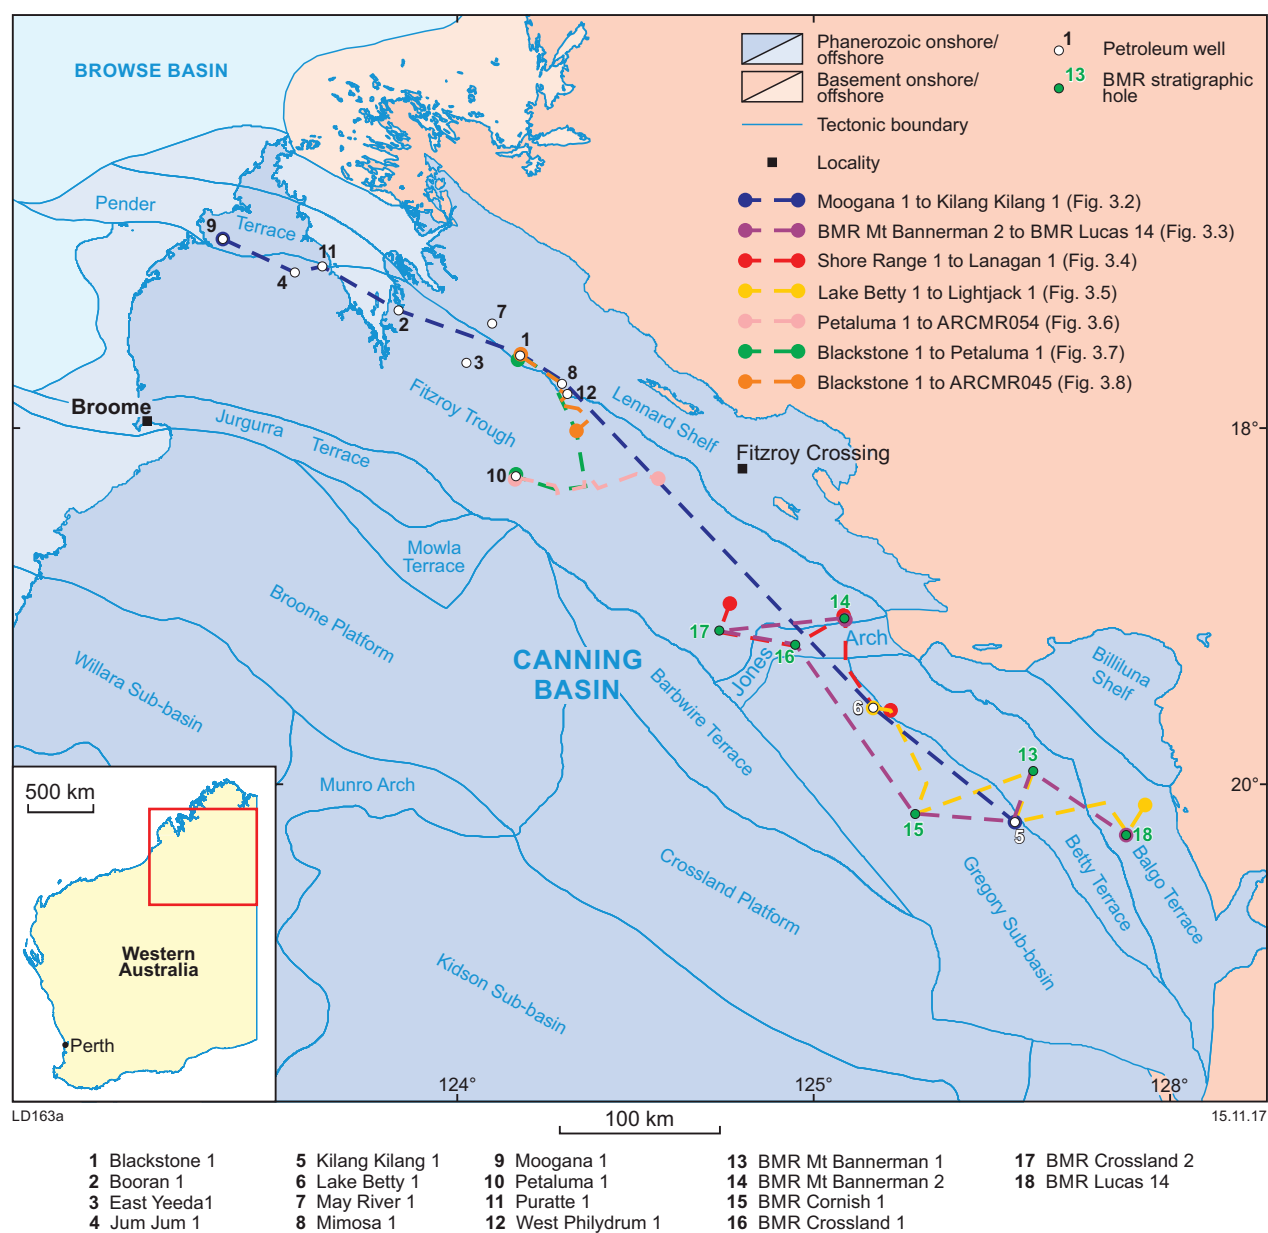 BROWSE BASIN
Phanerozoic onshore/
offshore
Basement onshore/
offshore
Tectonic boundary
Locality
1
Petroleum well
13
BMR stratigraphic
hole
Moogana 1 to Kilang Kilang 1 (Fig. 3.2)
BMR Mt Bannerman 2 to BMR Lucas 14 (Fig. 3.3)
Shore Range 1 to Lanagan 1 (Fig. 3.4)
Lake Betty 1 to Lightjack 1 (Fig. 3.5)
Petaluma 1 to ARCMR054 (Fig. 3.6)
Blackstone 1 to Petaluma 1 (Fig. 3.7)
Blackstone 1 to ARCMR045 (Fig. 3.8)
Pender
Terrace
9
4
11
2
7
3
1
8
12
Broome
Jurgurra
Terrace
Fitzroy Trough
Lennard Shelf
Fitzroy Crossing
18°
10
Mowla
Terrace
Broome Platform
Willara Sub-basin
CANNING
BASIN
Barbwire Terrace
17
14
16
Jones
Arch
6
Billiluna
Shelf
13
20°
15
5
18
Munro Arch
Crossland Platform
Gregory Sub-basin
Betty Terrace
Balgo Terrace
Kidson Sub-basin
500 km
Western
Australia
Perth
124°
125°
128°
LD163a
100 km
15.11.17
1 Blackstone 1
2 Booran 1
3 East Yeeda1
4 Jum Jum 1
5 Kilang Kilang 1
6 Lake Betty 1
7 May River 1
8 Mimosa 1
9 Moogana 1
10 Petaluma 1
11 Puratte 1
12 West Philydrum 1
13 BMR Mt Bannerman 1
14 BMR Mt Bannerman 2
15 BMR Cornish 1
16 BMR Crossland 1
17 BMR Crossland 2
18 BMR Lucas 14